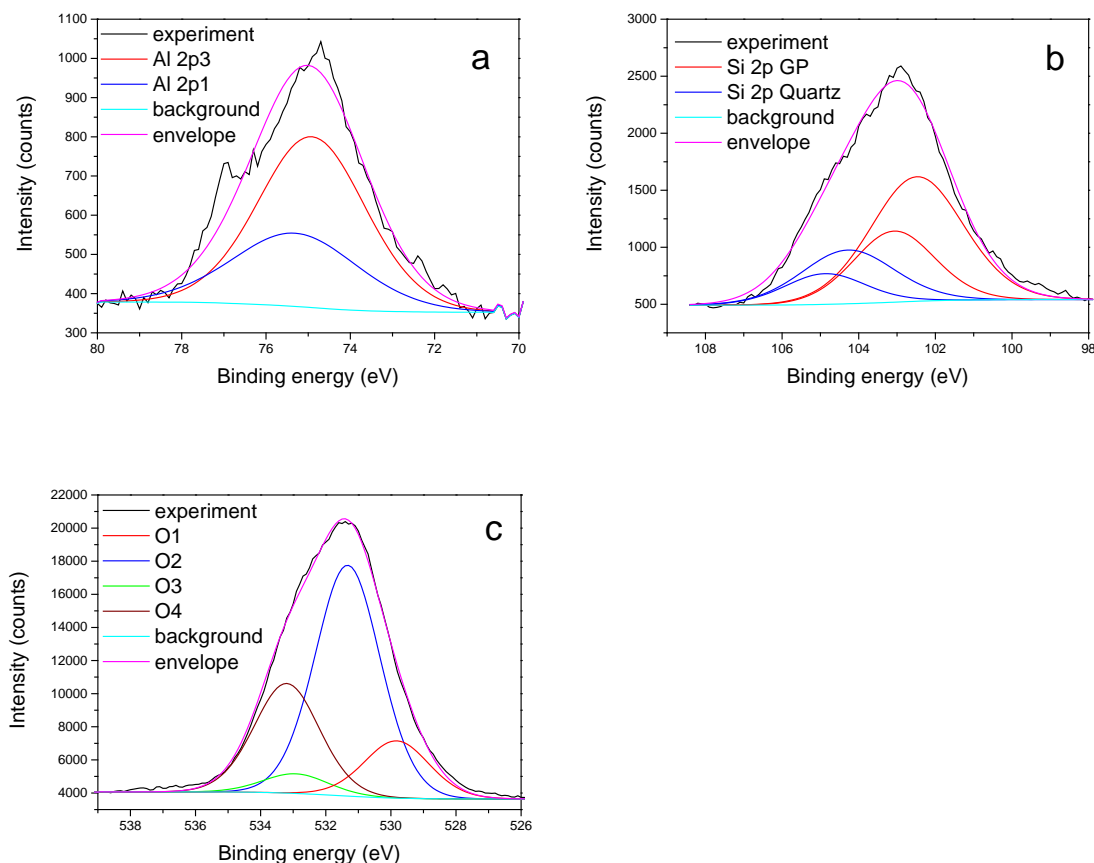 1100
1000
900
800
700
600
500
400
300
80 78 76 74 72 70
Intensity (counts)
Binding energy (eV)
experiment
Al 2p3
Al 2p1
background
envelope
a
3000
2500
2000
1500
1000
500
108 106 104 102 100 98
Intensity (counts)
Binding energy (eV)
experiment
Si 2p GP
Si 2p Quartz
background
envelope
b
22000
20000
18000
16000
14000
12000
10000
8000
6000
4000
538 536 534 532 530 528 526
Intensity (counts)
Binding energy (eV)
experiment
O1
O2
O3
O4
background
envelope
c